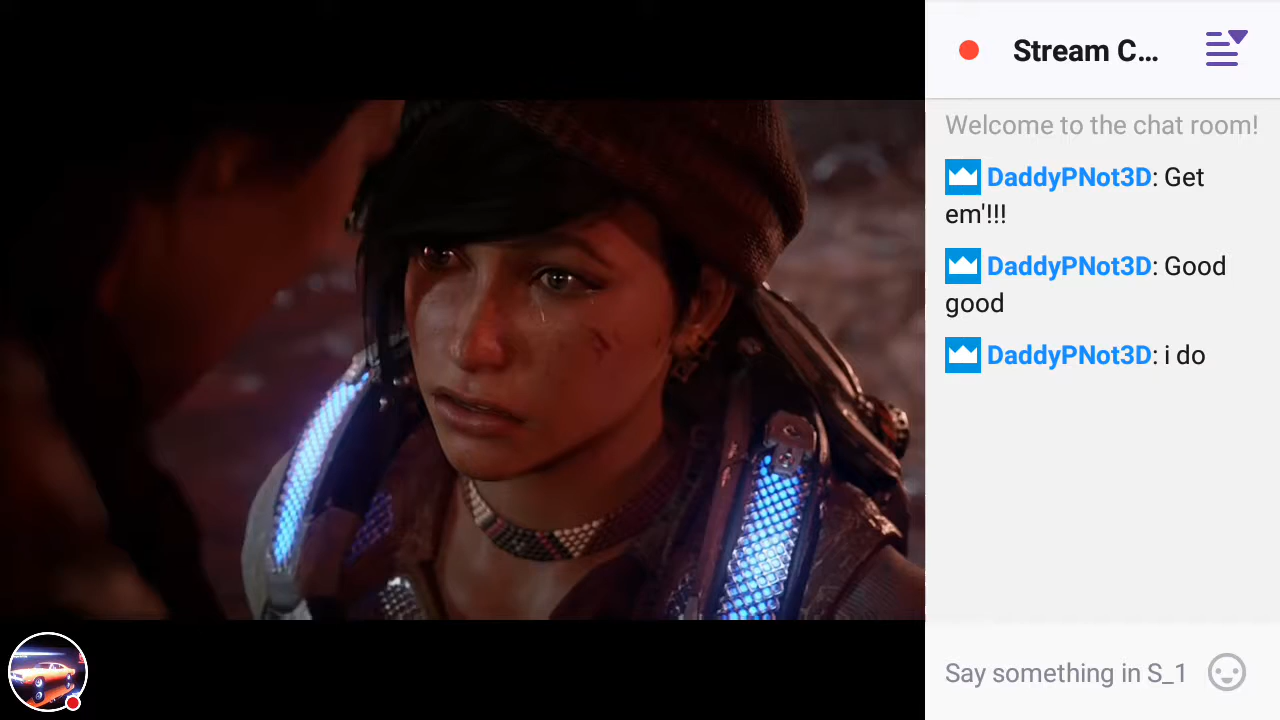 Stream C...
Welcome to the chat room!
DaddyPNot3D: Get
em'!!!
DaddyPNot3D: Good
good
DaddyPNot3D: i do
Say something in S_1